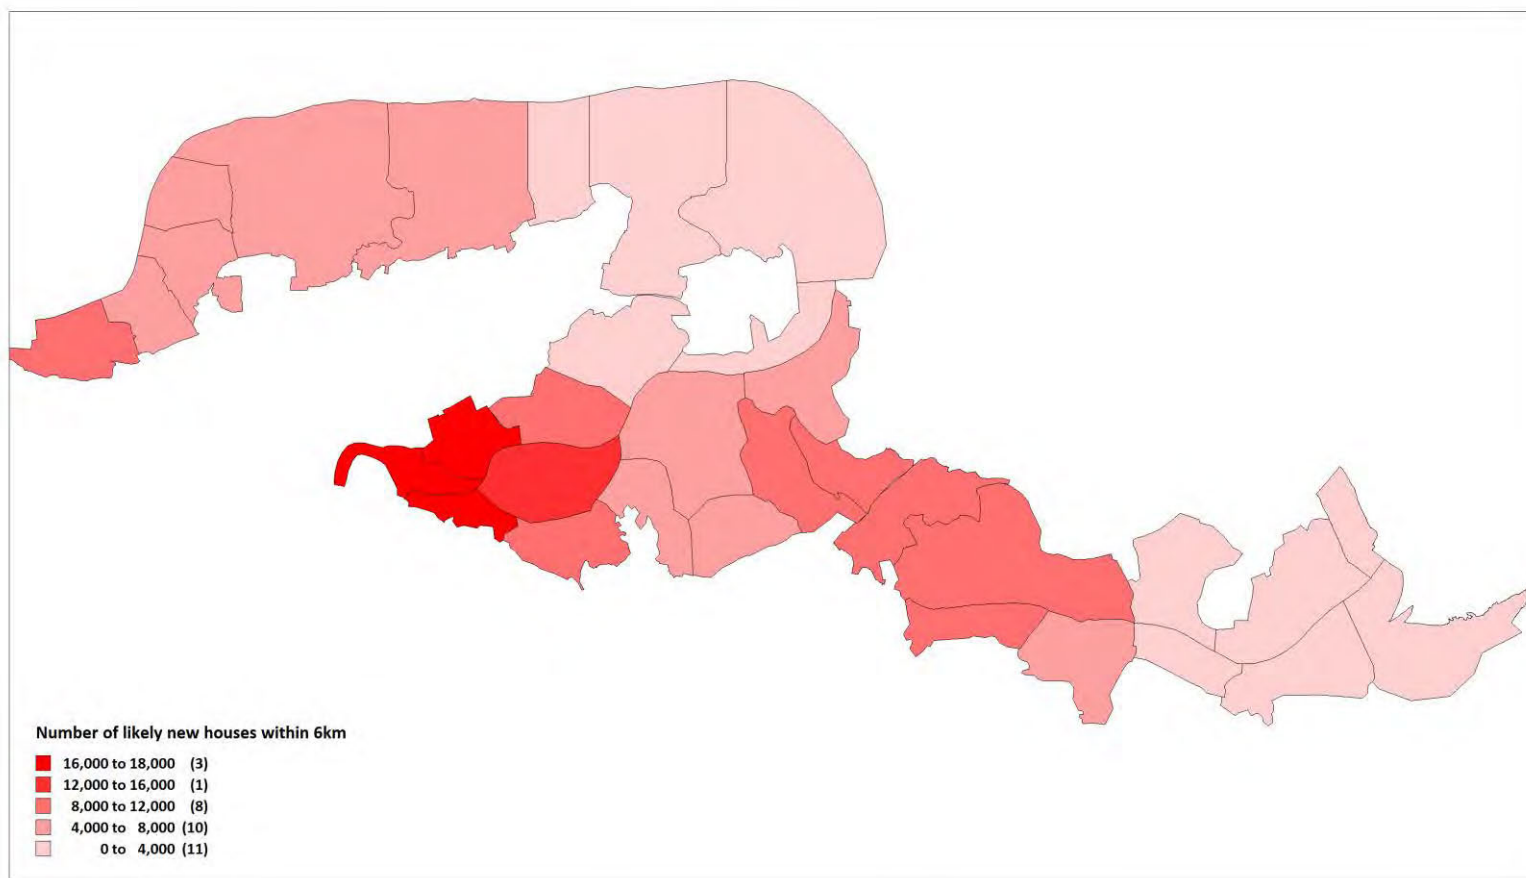 Number of likely new houses within 6km
16,000 to 18,000 (3)
12,000 to 16,000 (1)
8,000 to 12,000 (8)
4,000 to 8,000 (10)
0 to 4,000 (11)